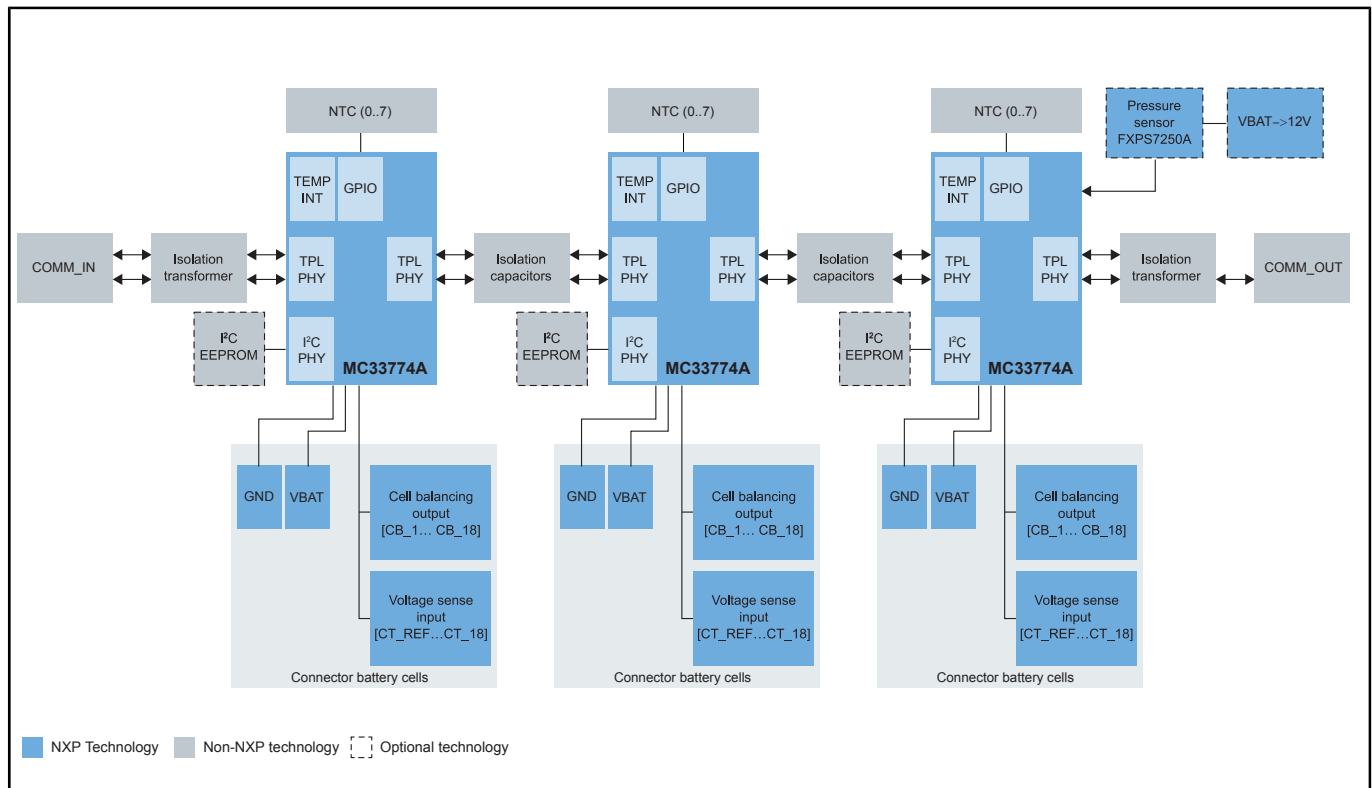 NTC (0..7)
NTC (0..7)
NTC (0..7)
Pressure
sensor
FXPS7250A
VBAT->12V
TEMP
INT
GPIO
TEMP
INT
GPIO
TEMP
INT
GPIO
COMM_IN
Isolation
transformer
TPL
PHY
TPL
PHY
Isolation
capacitors
TPL
PHY
TPL
PHY
Isolation
capacitors
TPL
PHY
TPL
PHY
Isolation
transformer
COMM_OUT
I²C
EEPROM
I²C
PHY
MC33774A
I²C
EEPROM
I²C
PHY
MC33774A
I²C
EEPROM
I²C
PHY
MC33774A
GND
VBAT
Cell balancing
output
[CB_1... CB_18]
Voltage sense
input
[CT_REF...CT_18]
Connector battery cells
GND
VBAT
Cell balancing
output
[CB_1... CB_18]
Voltage sense
input
[CT_REF...CT_18]
Connector battery cells
GND
VBAT
Cell balancing
output
[CB_1... CB_18]
Voltage sense
input
[CT_REF...CT_18]
Connector battery cells
NXP Technology
Non-NXP technology
Optional technology